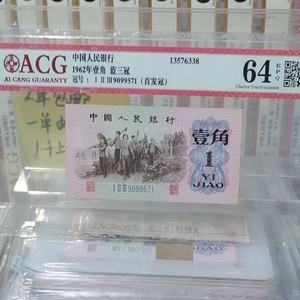 ACG
AI CANG GUARANTY
中国人民银行
13576338
1962年壹角 蓝三冠
冠号: I II III 9099571 (首发冠)
64 EPQ
Choice Uncirculated
中國人民銀行
壹角
1
YI
JIAO
I II III 9099571